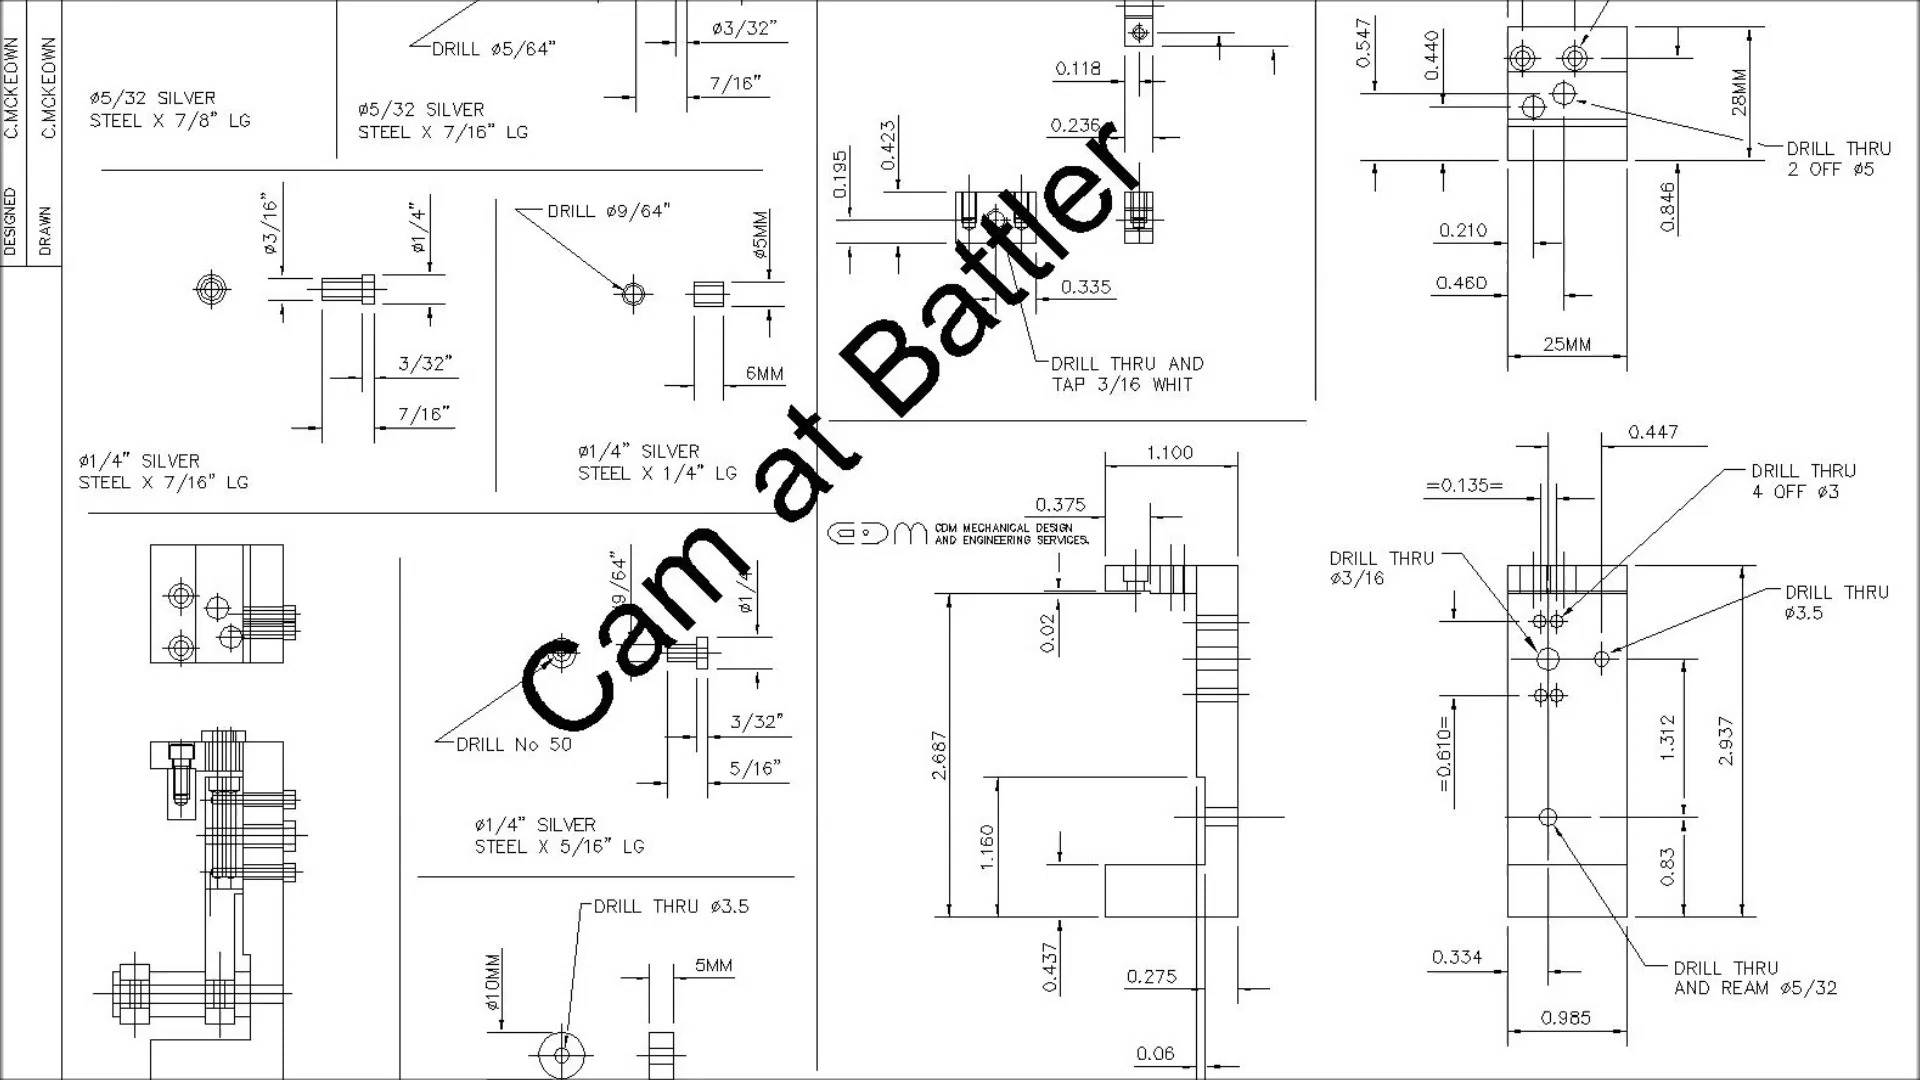 DESIGNED
C.MCKEOWN
DRAWN
C.MCKEOWN
DRILL ø5/64"
ø3/32"
7/16"
ø5/32 SILVER
STEEL X 7/8" LG
ø5/32 SILVER
STEEL X 7/16" LG
ø3/16"
ø1/4"
3/32"
7/16"
ø1/4" SILVER
STEEL X 7/16" LG
DRILL ø9/64"
ø5MM
6MM
ø1/4" SILVER
STEEL X 1/4" LG
9/64"
ø1/4
DRILL No 50
3/32"
5/16"
ø1/4" SILVER
STEEL X 5/16" LG
DRILL THRU ø3.5
ø10MM
5MM
Cam at Battler
0.118
0.236
0.195
0.423
0.335
DRILL THRU AND
TAP 3/16 WHIT
CDM
CDM MECHANICAL DESIGN
AND ENGINEERING SERVICES.
1.100
0.375
0.02
2.687
1.160
0.437
0.275
0.06
0.547
0.440
28MM
DRILL THRU
2 OFF ø5
0.846
0.210
0.460
25MM
0.447
=0.135=
DRILL THRU
4 OFF ø3
DRILL THRU
ø3/16
DRILL THRU
ø3.5
=0.610=
1.312
2.937
0.83
0.334
DRILL THRU
AND REAM ø5/32
0.985